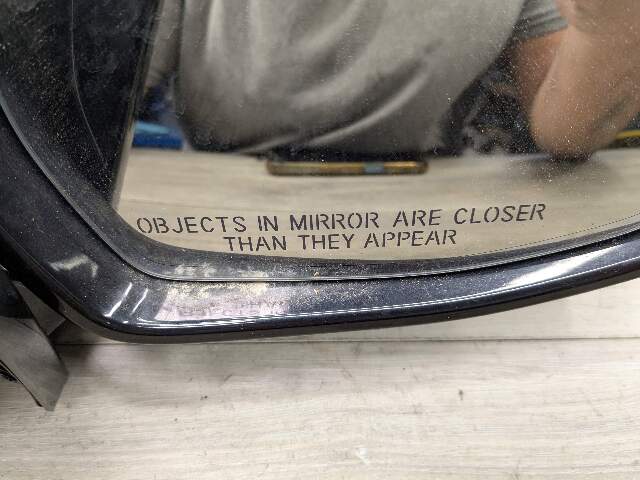 OBJECTS IN MIRROR ARE CLOSER
THAN THEY APPEAR